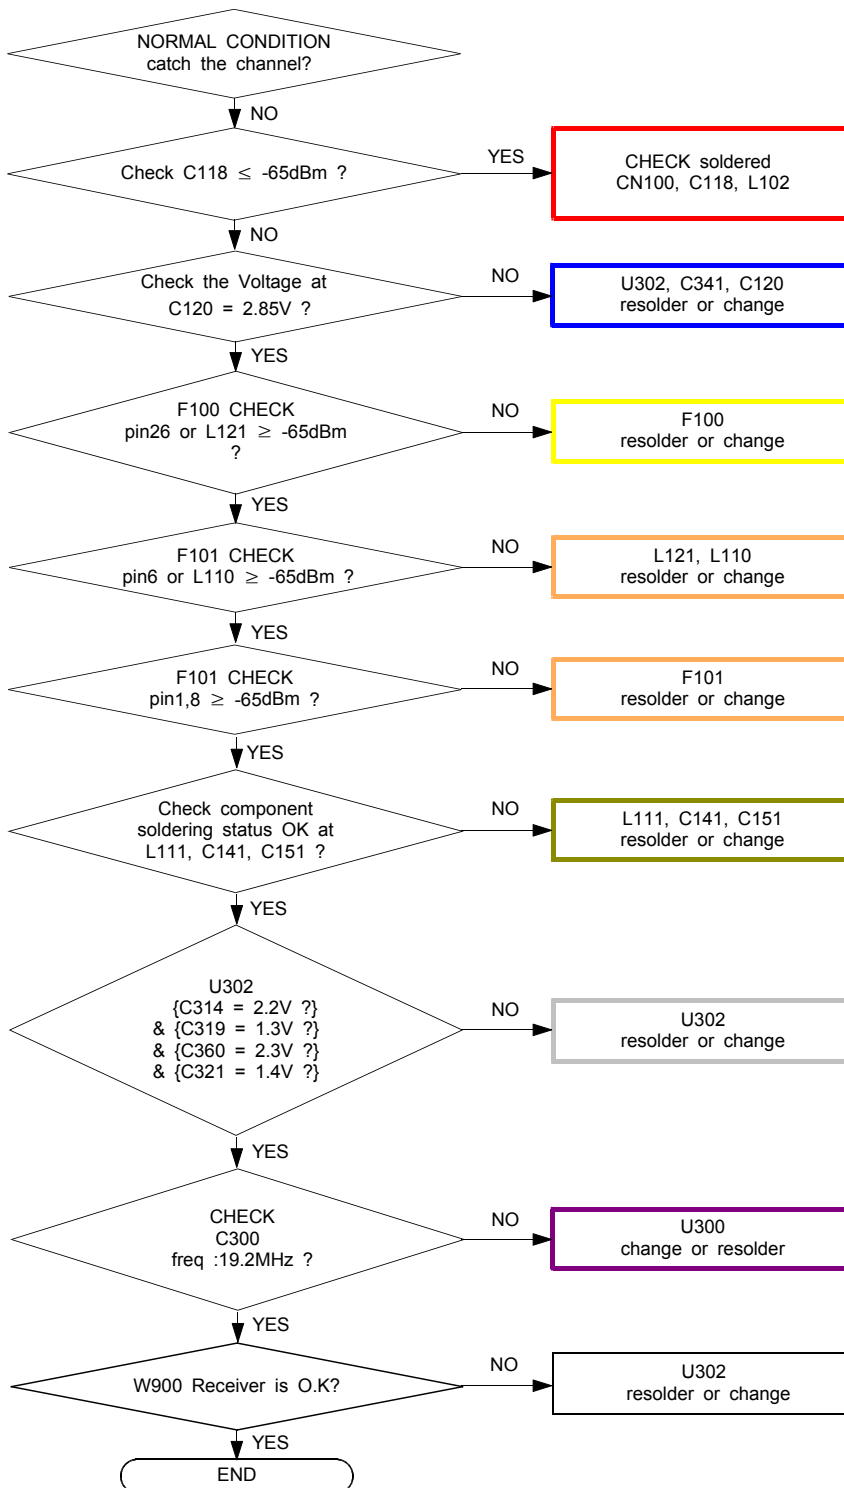 NORMAL CONDITION
catch the channel?
NO
Check C118 ≤ -65dBm ?
YES
CHECK soldered
CN100, C118, L102
NO
Check the Voltage at
C120 = 2.85V ?
NO
U302, C341, C120
resolder or change
YES
F100 CHECK
pin26 or L121 ≥ -65dBm
?
NO
F100
resolder or change
YES
F101 CHECK
pin6 or L110 ≥ -65dBm ?
NO
L121, L110
resolder or change
YES
F101 CHECK
pin1,8 ≥ -65dBm ?
NO
F101
resolder or change
YES
Check component
soldering status OK at
L111, C141, C151 ?
NO
L111, C141, C151
resolder or change
YES
U302
{C314 = 2.2V ?}
& {C319 = 1.3V ?}
& {C360 = 2.3V ?}
& {C321 = 1.4V ?}
NO
U302
resolder or change
YES
CHECK
C300
freq :19.2MHz ?
NO
U300
change or resolder
YES
W900 Receiver is O.K?
NO
U302
resolder or change
YES
END